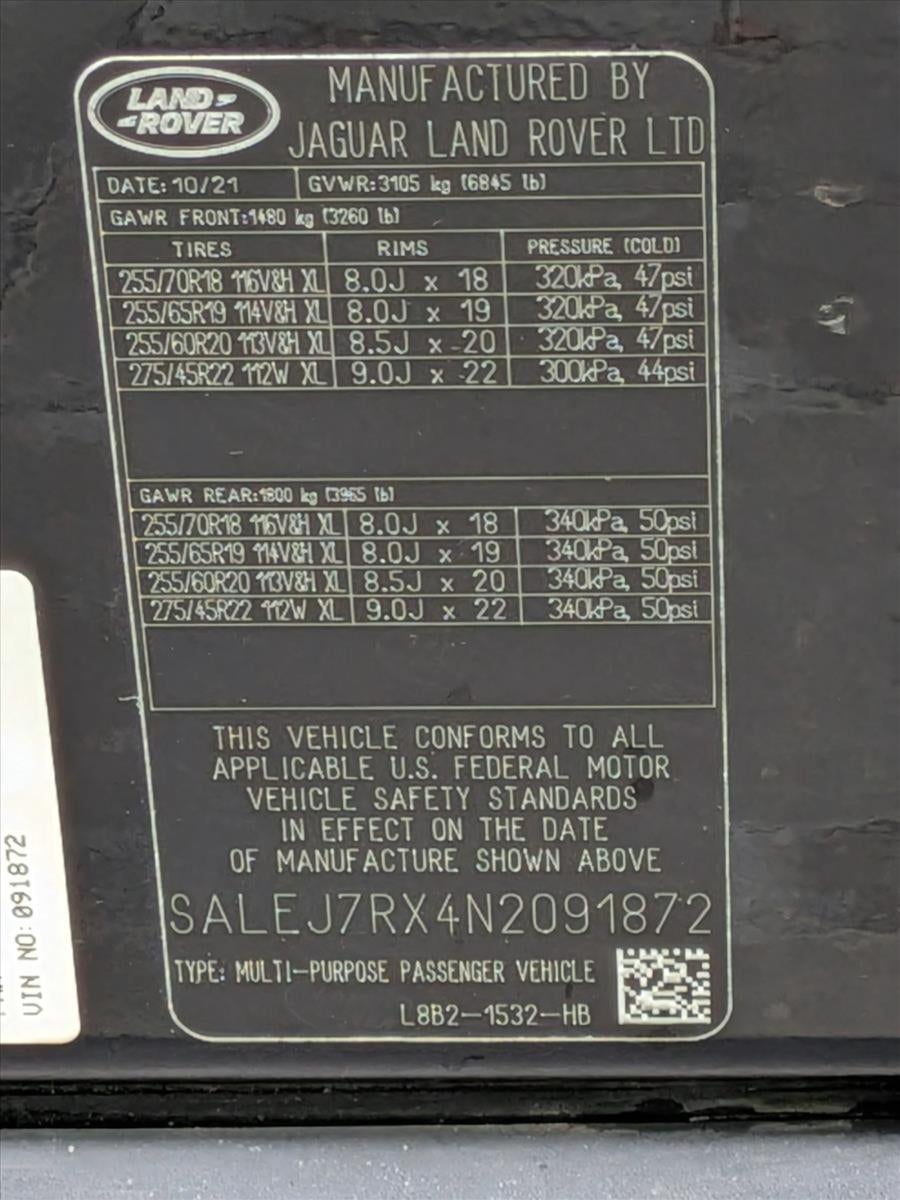 LAND-
-ROVER
MANUFACTURED BY
JAGUAR LAND ROVER LTD
DATE: 10/21 GVWR:3105 kg (6845 lb)
GAWR FRONT:1480 kg (3260 lb)
TIRES RIMS PRESSURE (COLD)
255/70R18 116V&H XL 8.0J x 18 320kPa, 47psi
255/65R19 114V&H XL 8.0J x 19 320kPa, 47psi
255/60R20 113V&H XL 8.5J x 20 320kPa, 47psi
275/45R22 112W XL 9.0J x 22 300kPa, 44psi
GAWR REAR:1800 kg (3965 lb)
255/70R18 116V&H XL 8.0J x 18 340kPa, 50psi
255/65R19 114V&H XL 8.0J x 19 340kPa, 50psi
255/60R20 113V&H XL 8.5J x 20 340kPa, 50psi
275/45R22 112W XL 9.0J x 22 340kPa, 50psi
THIS VEHICLE CONFORMS TO ALL
APPLICABLE U.S. FEDERAL MOTOR
VEHICLE SAFETY STANDARDS
IN EFFECT ON THE DATE
OF MANUFACTURE SHOWN ABOVE
SALEJ7RX4N2091872
TYPE: MULTI-PURPOSE PASSENGER VEHICLE
L8B2-1532-HB
VIN NO:091872